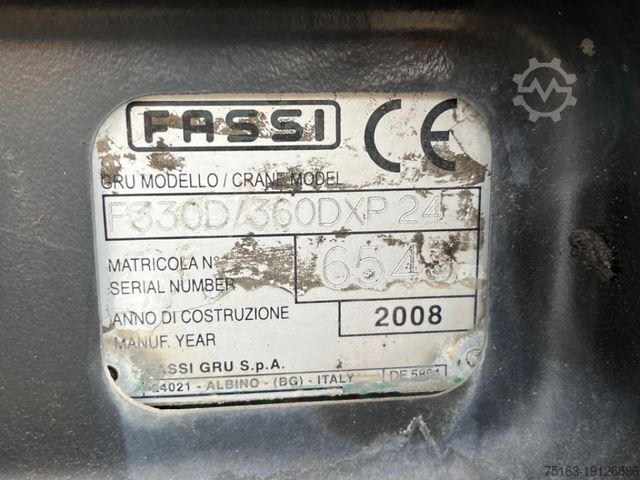 FASSI CE
GRU MODELLO / CRANE MODEL
F330D/360DXP 24
MATRICOLA N°
SERIAL NUMBER
ANNO DI COSTRUZIONE 2008
MANUF. YEAR
FASSI GRU S.p.A.
24021 - ALBINO - (BG) - ITALY
75163-19126886